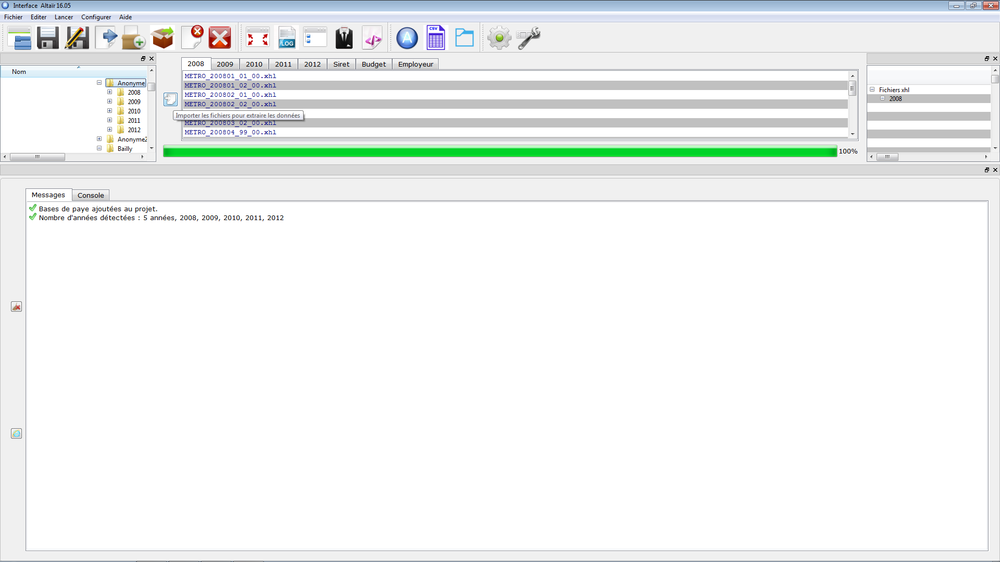 Interface Altaïr 16.05
Fichier Editer Lancer Configurer Aide
LOG
A
CSV
Nom
Anonyme
2008
2009
2010
2011
2012
Anonyme2
Bailly
2008 2009 2010 2011 2012 Siret Budget Employeur
METRO_200801_01_00.xhl
METRO_200801_02_00.xhl
METRO_200802_01_00.xhl
METRO_200802_02_00.xhl
Importer les fichiers pour extraire les données
METRO_200803_02_00.xhl
METRO_200804_99_00.xhl
100%
Fichiers xhl
2008
Messages Console
Bases de paye ajoutées au projet.
Nombre d'années détectées : 5 années, 2008, 2009, 2010, 2011, 2012